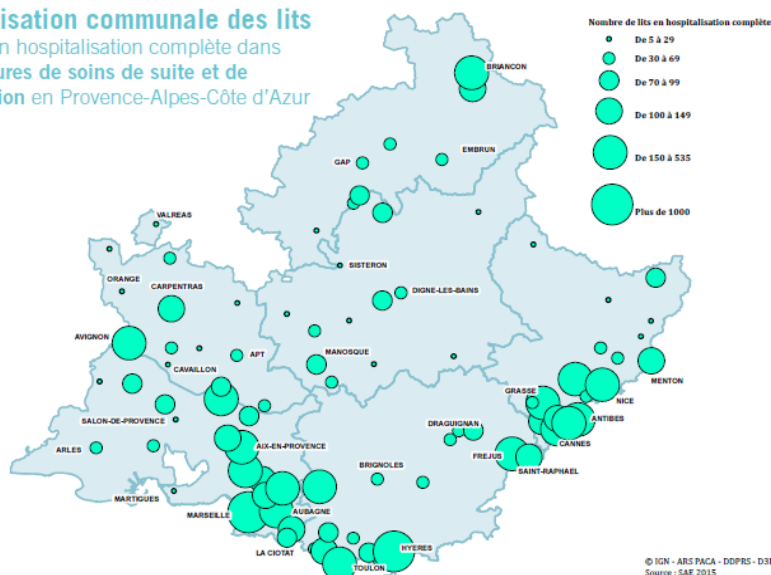 isation communale des lits
n hospitalisation complète dans
ures de soins de suite et de
ion en Provence-Alpes-Côte d'Azur
Nombre de lits en hospitalisation complète
De 5 à 29
De 30 à 69
De 70 à 99
De 100 à 149
De 150 à 535
Plus de 1000
BRIANCON
EMBRUN
GAP
VALREAS
SISTERON
ORANGE
CARPENTRAS
DIGNE-LES-BAINS
AVIGNON
APT
MANOSQUE
CAVAILLON
MENTON
NICE
GRASSE
ANTIBES
SALON-DE-PROVENCE
DRAGUIGNAN
CANNES
ARLES
AIX-EN-PROVENCE
FREJUS
BRIGNOLES
SAINT-RAPHAEL
MARTIGUES
MARSEILLE
AUBAGNE
LA CIOTAT
HYERES
TOULON
© IGN - ARS PACA - DDPRS - D3
Source : SAE 2015